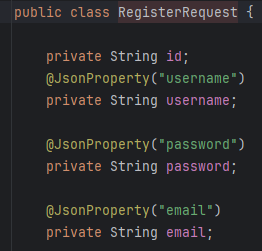 public class RegisterRequest {
private String id;
@JsonProperty("username")
private String username;
@JsonProperty("password")
private String password;
@JsonProperty("email")
private String email;